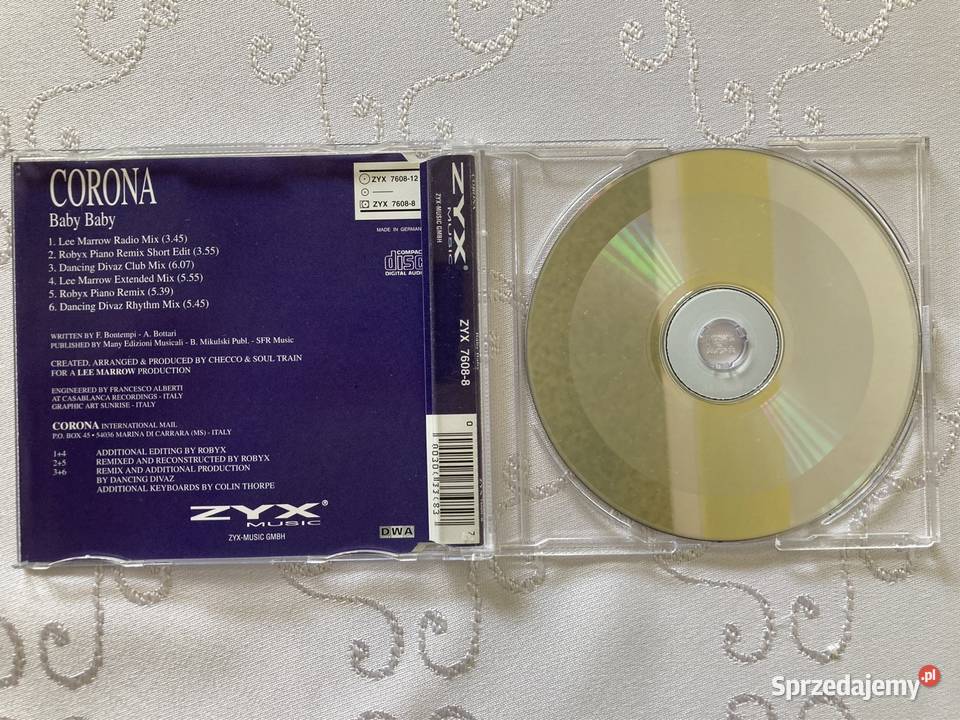 CORONA
Baby Baby
1. Lee Marrow Radio Mix (3.45)
2. Robyx Piano Remix Short Edit (3.55)
3. Dancing Divaz Club Mix (6.07)
4. Lee Marrow Extended Mix (5.55)
5. Robyx Piano Remix (5.39)
6. Dancing Divaz Rhythm Mix (5.45)
WRITTEN BY F. Bontempi - A. Bottari
PUBLISHED BY Many Edizioni Musicali - B. Mikulski Publ. - SFR Music
CREATED, ARRANGED & PRODUCED BY CHECCO & SOUL TRAIN
FOR A LEE MARROW PRODUCTION
ENGINEERED BY FRANCESCO ALBERTI
AT CASABLANCA RECORDINGS - ITALY
GRAPHIC ART SUNRISE - ITALY
CORONA INTERNATIONAL MAIL
P.O. BOX 45 • 54036 MARINA DI CARRARA (MS) - ITALY
1+4 ADDITIONAL EDITING BY ROBYX
2+5 REMIXED AND RECONSTRUCTED BY ROBYX
3+6 REMIX AND ADDITIONAL PRODUCTION
BY DANCING DIVAZ
ADDITIONAL KEYBOARDS BY COLIN THORPE
ZYX®
MUSIC
ZYX-MUSIC GMBH
DWA
ZYX 7608-12
ZYX 7608-8
MADE IN GERMANY
COMPACT
disc
DIGITAL AUDIO
ZYX®
MUSIC
ZYX-MUSIC GMBH
CORONA
Baby Baby
ZYX 7608-8
Sprzedajemy.pl